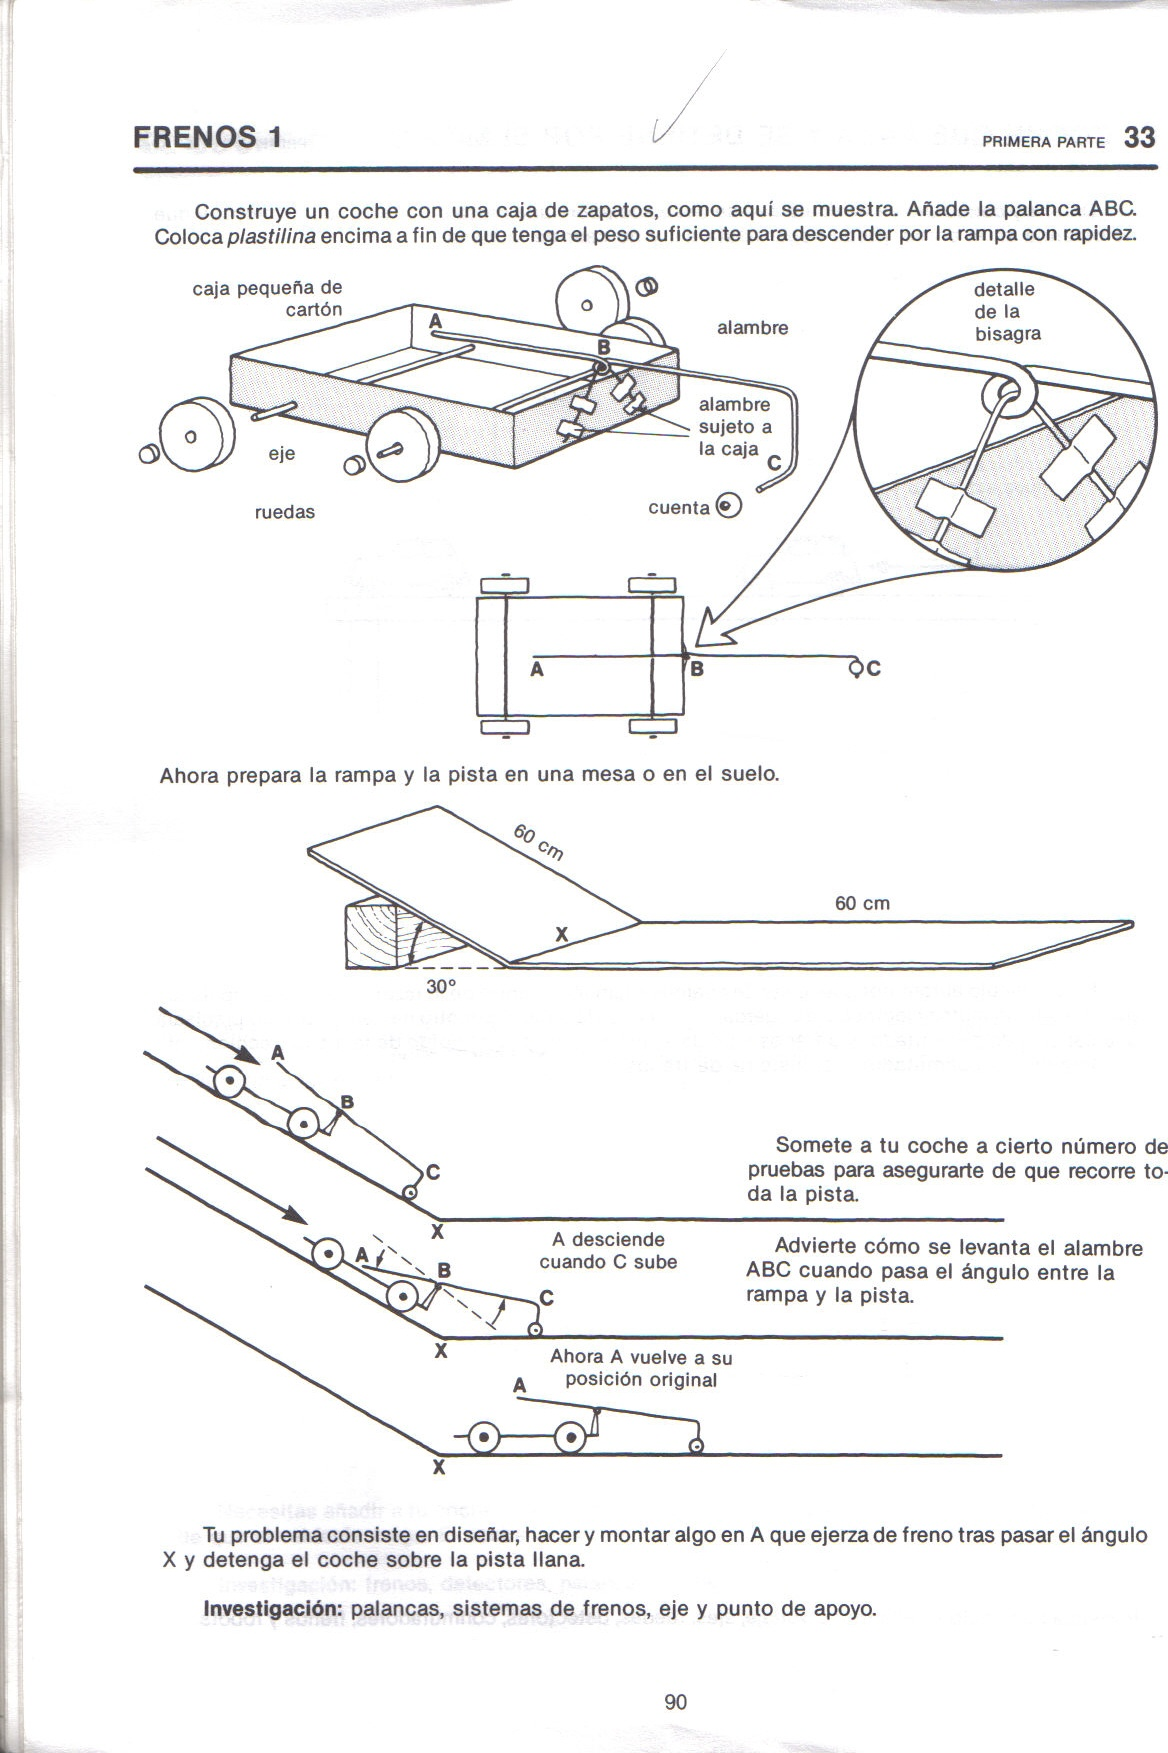 FRENOS 1
PRIMERA PARTE 33
Construye un coche con una caja de zapatos, como aquí se muestra. Añade la palanca ABC.
Coloca plastilina encima a fin de que tenga el peso suficiente para descender por la rampa con rapidez.
caja pequeña de
cartón
A
B
alambre
detalle
de la
bisagra
alambre
sujeto a
la caja
C
eje
cuenta
ruedas
A
B
C
Ahora prepara la rampa y la pista en una mesa o en el suelo.
60 cm
60 cm
X
30º
A
B
C
X
Somete a tu coche a cierto número de
pruebas para asegurarte de que recorre to-
da la pista.
A desciende
cuando C sube
A
B
C
X
Advierte cómo se levanta el alambre
ABC cuando pasa el ángulo entre la
rampa y la pista.
Ahora A vuelve a su
posición original
A
X
Tu problema consiste en diseñar, hacer y montar algo en A que ejerza de freno tras pasar el ángulo
X y detenga el coche sobre la pista llana.
Investigación: palancas, sistemas de frenos, eje y punto de apoyo.
90